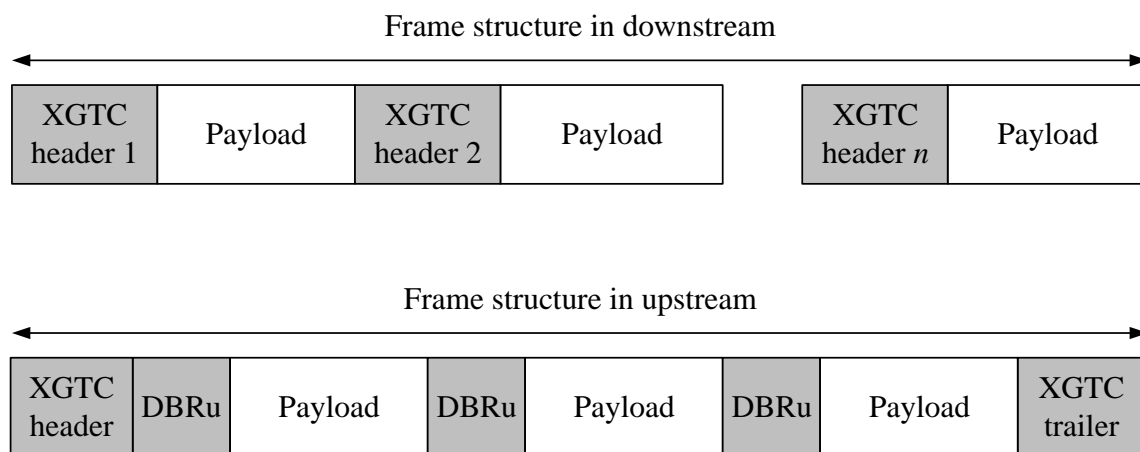 Frame structure in downstream
XGTC
header 1
Payload
XGTC
header 2
Payload
XGTC
header n
Payload
Frame structure in upstream
XGTC
header
DBRu
Payload
DBRu
Payload
DBRu
Payload
XGTC
trailer